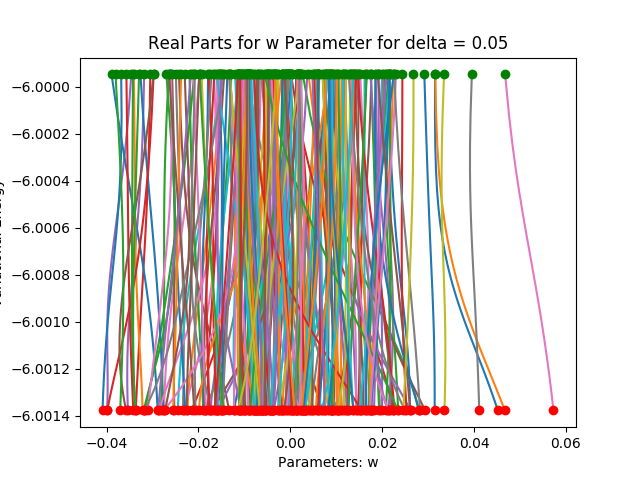 Real Parts for w Parameter for delta = 0.05
−6.0000
−6.0002
−6.0004
−6.0006
−6.0008
−6.0010
−6.0012
−6.0014
−0.04 −0.02 0.00 0.02 0.04 0.06
Parameters: w